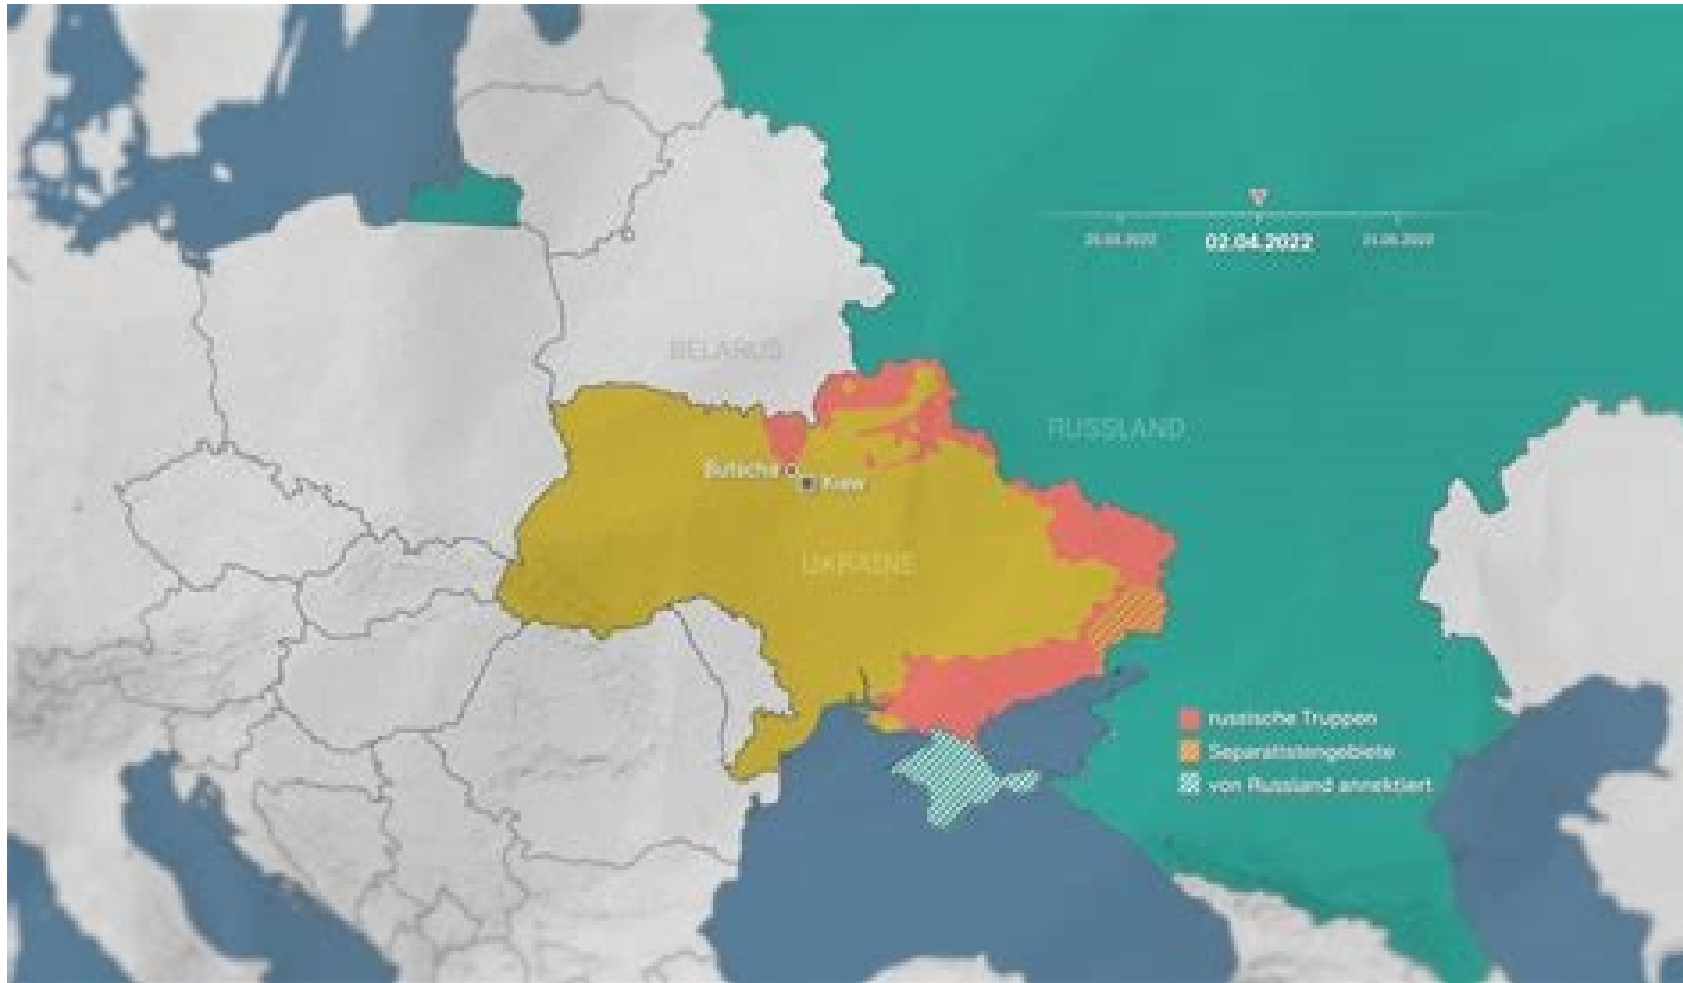 02.04.2022
BELARUS
RUSSLAND
Butscha
Kiew
UKRAINE
russische Truppen
Separatistengebiete
von Russland annektiert